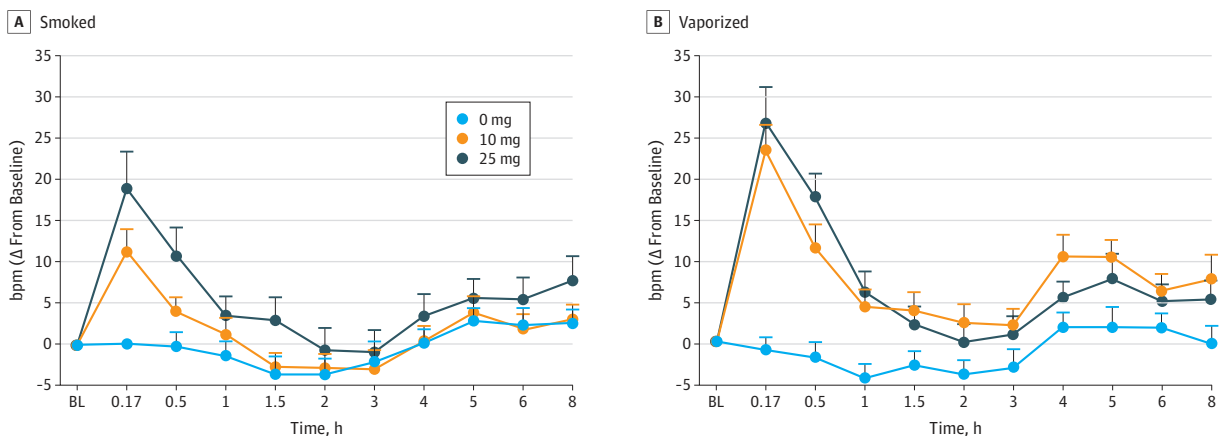 A Smoked
35
30
25
20
15
10
5
0
−5
bpm (Δ From Baseline)
0 mg
10 mg
25 mg
BL 0.17 0.5 1 1.5 2 3 4 5 6 8
Time, h
B Vaporized
35
30
25
20
15
10
5
0
−5
bpm (Δ From Baseline)
BL 0.17 0.5 1 1.5 2 3 4 5 6 8
Time, h